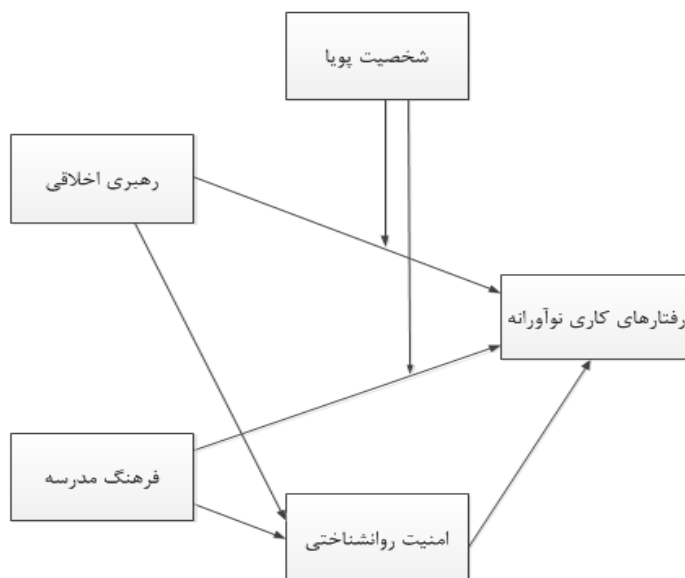 شخصیت پویا
رهبری اخلاقی
رفتارهای کاری نوآورانه
فرهنگ مدرسه
امنیت روانشناختی